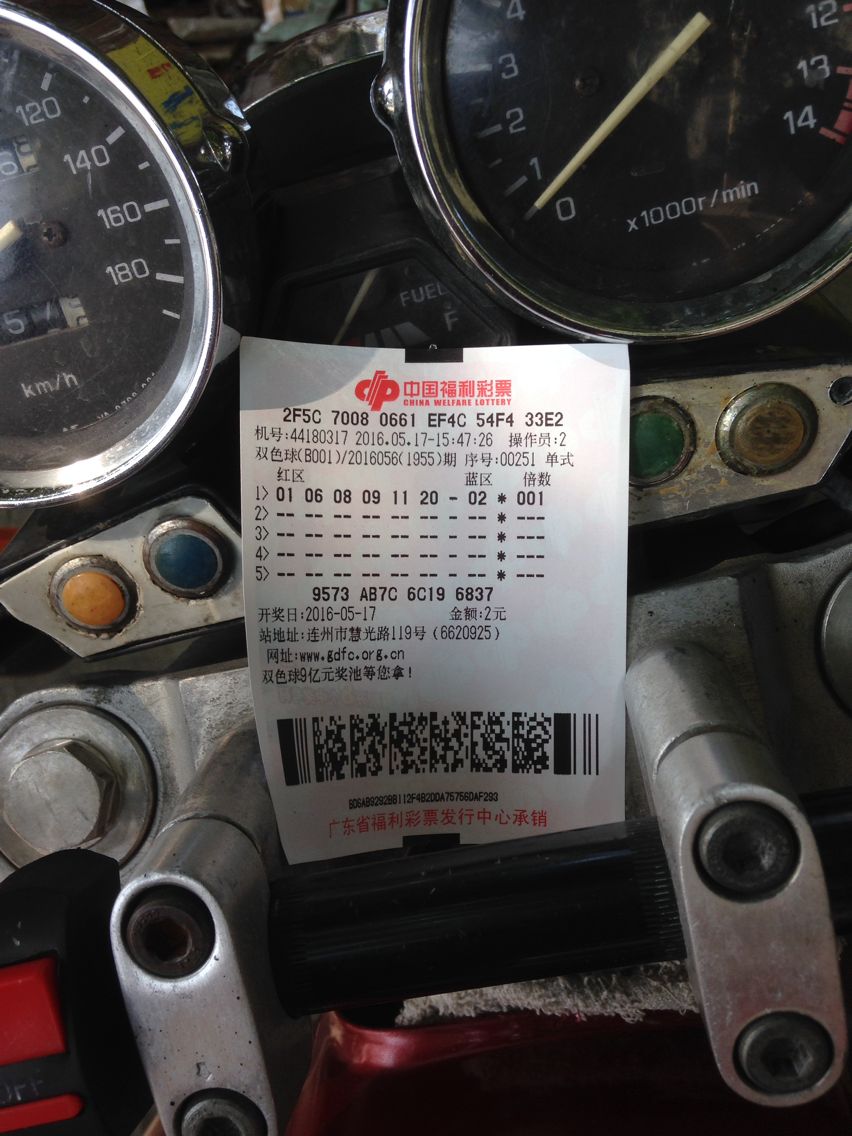 120
140
160
180
km/h
4
3
2
1
0
12
13
14
x1000r/min
FUEL
F
中国福利彩票
CHINA WELFARE LOTTERY
2F5C 7008 0661 EF4C 54F4 33E2
机号:44180317 2016.05.17-15:47:26 操作员:2
双色球(B001)/2016056(1955)期 序号:00251 单式
红区 蓝区 倍数
1> 01 06 08 09 11 20 - 02 * 001
2> -- -- -- -- -- -- - -- * ---
3> -- -- -- -- -- -- - -- * ---
4> -- -- -- -- -- -- - -- * ---
5> -- -- -- -- -- -- - -- * ---
9573 AB7C 6C19 6837
开奖日:2016-05-17 金额:2元
站地址:连州市慧光路119号(6620925)
网址:www.gdfc.org.cn
双色球9亿元奖池等您拿!
BD6AB9292BB112F4B2DDA75756DAF293
广东省福利彩票发行中心承销
OFF